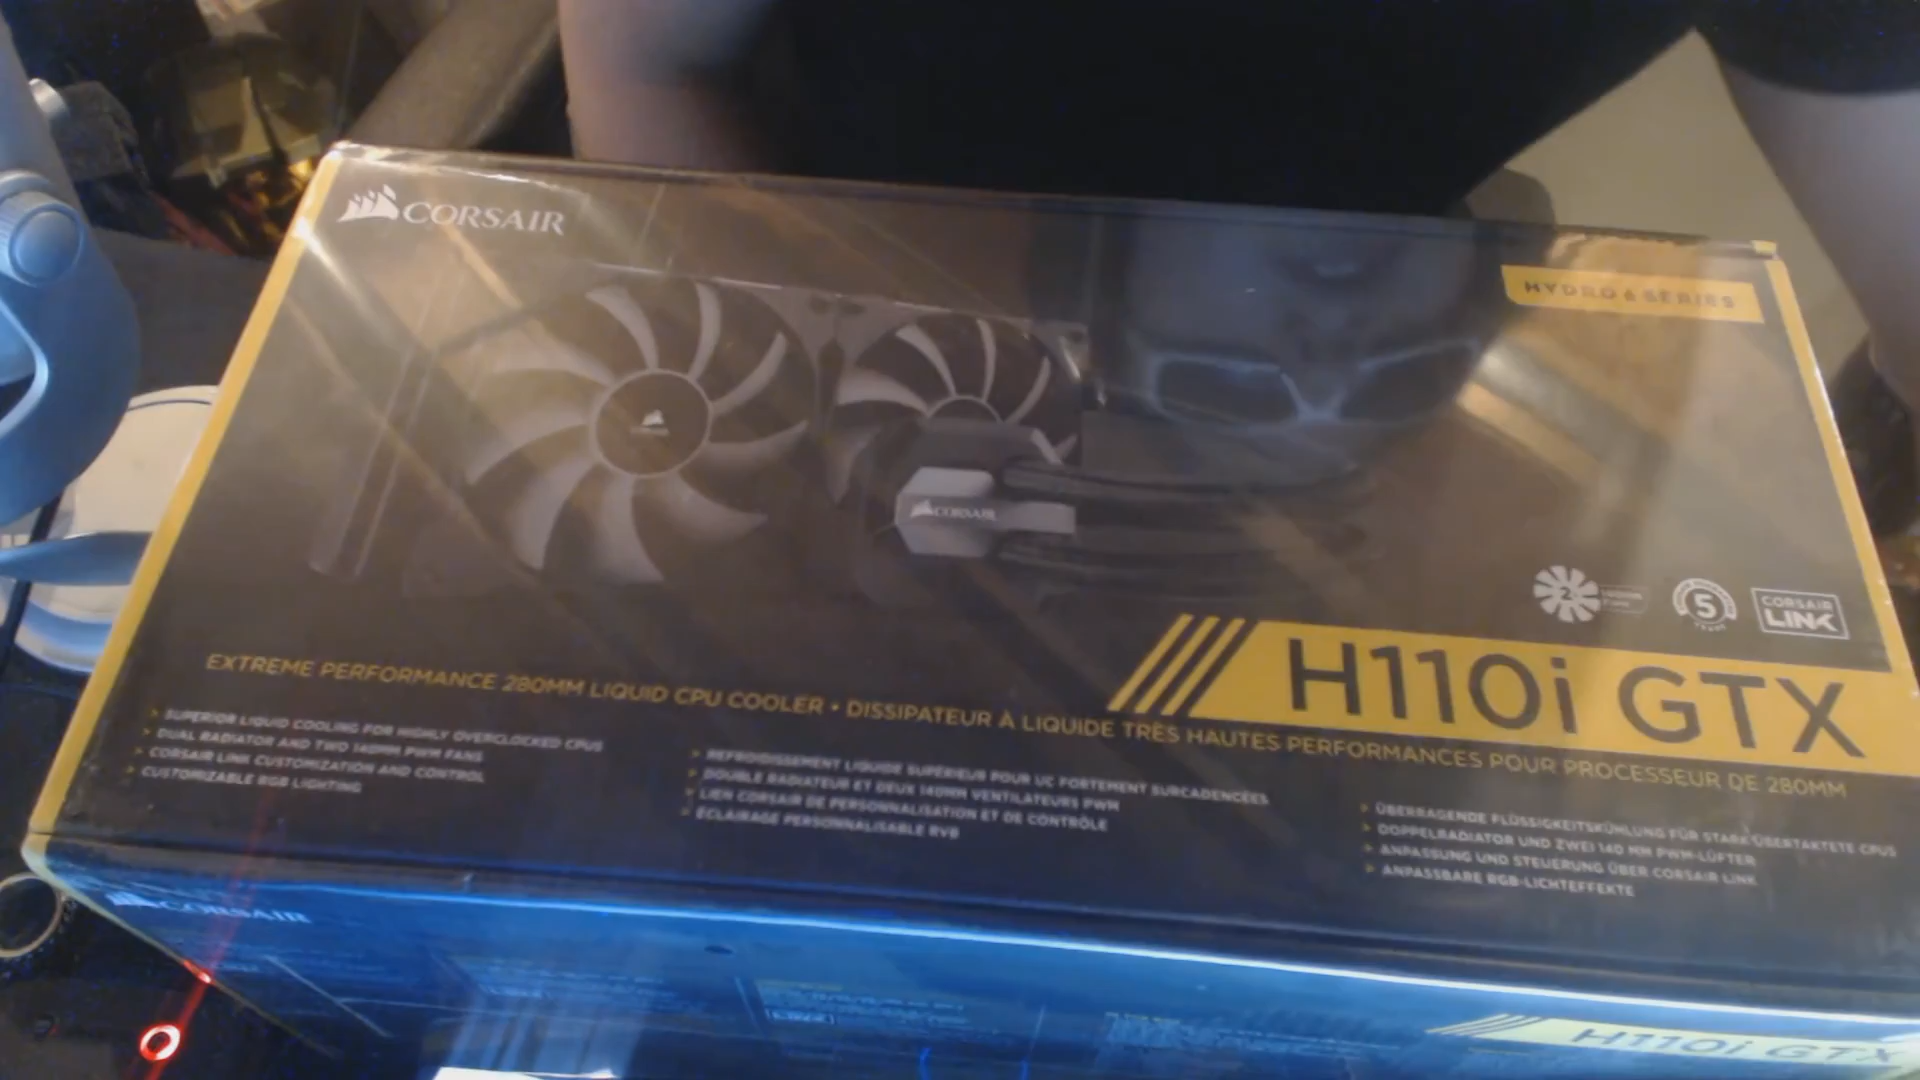 CORSAIR
HYDRO SERIES
CORSAIR
2
5
YEARS
CORSAIR
LINK
H110i GTX
EXTREME PERFORMANCE 280MM LIQUID CPU COOLER • DISSIPATEUR À LIQUIDE TRÈS HAUTES PERFORMANCES POUR PROCESSEUR DE 280MM
SUPERIOR LIQUID COOLING FOR HIGHLY OVERCLOCKED CPUS
DUAL RADIATOR AND TWO 140MM PWM FANS
CORSAIR LINK CUSTOMIZATION AND CONTROL
CUSTOMIZABLE RGB LIGHTING
REFROIDISSEMENT LIQUIDE SUPÉRIEUR POUR UC FORTEMENT SURCADENCÉES
DOUBLE RADIATEUR ET DEUX 140MM VENTILATEURS PWM
LIEN CORSAIR DE PERSONNALISATION ET DE CONTRÔLE
ÉCLAIRAGE PERSONNALISABLE RVB
ÜBERRAGENDE FLÜSSIGKEITSKÜHLUNG FÜR STARK ÜBERTAKTETE CPUS
DOPPELRADIATOR UND ZWEI 140 MM PWM-LÜFTER
ANPASSUNG UND STEUERUNG ÜBER CORSAIR LINK
ANPASSBARE RGB-LICHTEFFEKTE
CORSAIR
H110i GTX